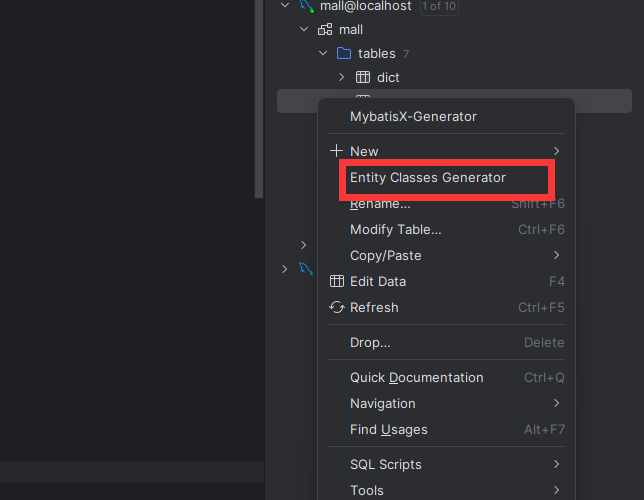 mall@localhost 1 of 10
mall
tables 7
dict
MybatisX-Generator
New
Entity Classes Generator
Rename... Shift+F6
Modify Table... Ctrl+F6
Copy/Paste
Edit Data F4
Refresh Ctrl+F5
Drop... Delete
Quick Documentation Ctrl+Q
Navigation
Find Usages Alt+F7
SQL Scripts
Tools